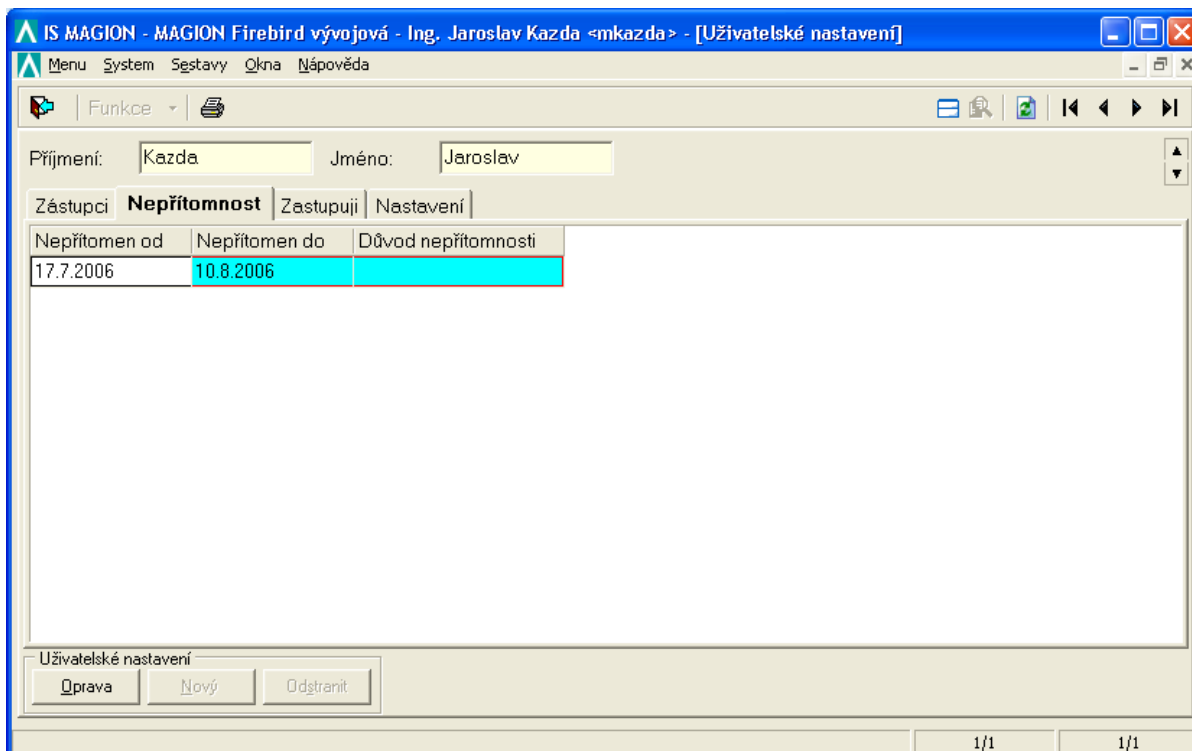 IS MAGION - MAGION Firebird vývojová - Ing. Jaroslav Kazda <mkazda> - [Uživatelské nastavení]
Menu System Sestavy Okna Nápověda
Funkce
Příjmení: Kazda Jméno: Jaroslav
Zástupci Nepřítomnost Zastupuji Nastavení
Nepřítomen od Nepřítomen do Důvod nepřítomnosti
17.7.2006 10.8.2006
Uživatelské nastavení
Oprava Nový Odstranit
1/1 1/1